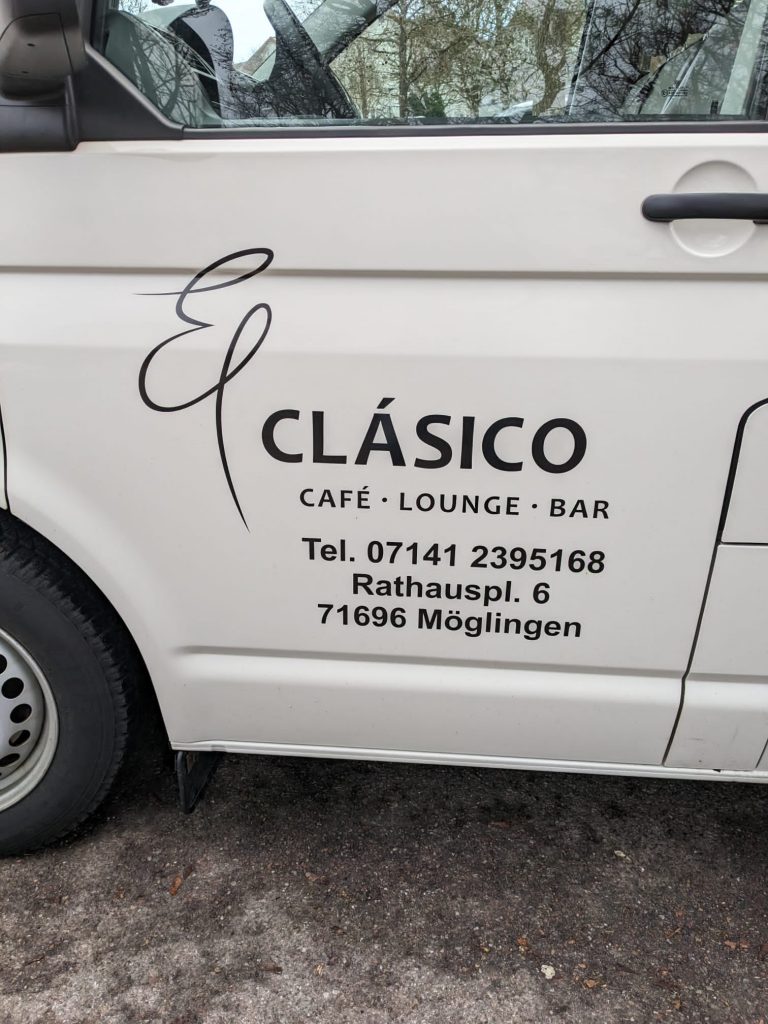 El
CLÁSICO
CAFÉ · LOUNGE · BAR
Tel. 07141 2395168
Rathauspl. 6
71696 Möglingen